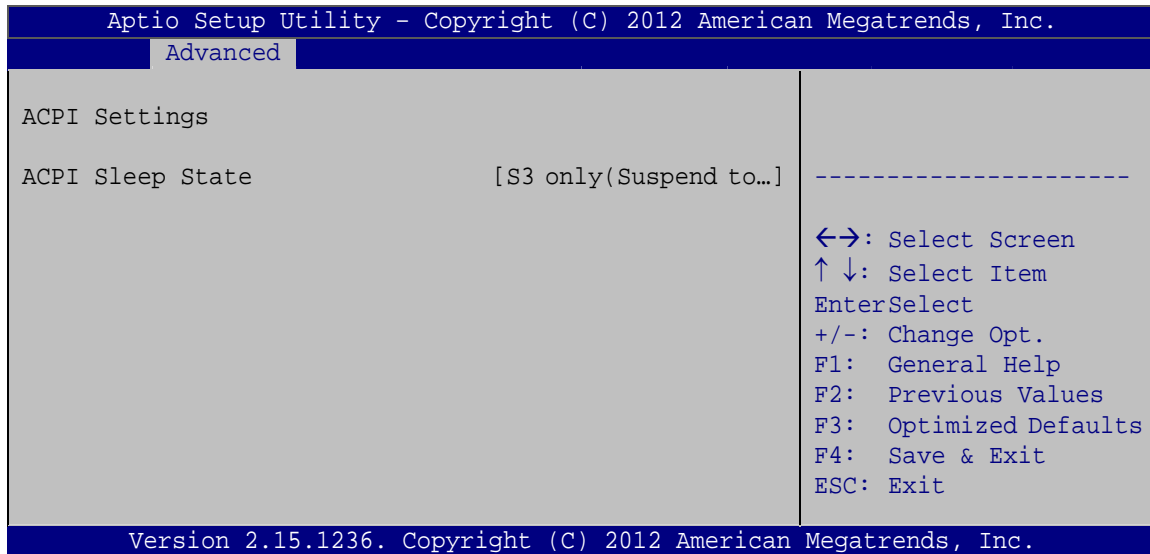 Aptio Setup Utility – Copyright (C) 2012 American Megatrends, Inc.
Advanced
ACPI Settings
ACPI Sleep State [S3 only(Suspend to…]
-----------------------
←→: Select Screen
↑ ↓: Select Item
EnterSelect
+/-: Change Opt.
F1: General Help
F2: Previous Values
F3: Optimized Defaults
F4: Save & Exit
ESC: Exit
Version 2.15.1236. Copyright (C) 2012 American Megatrends, Inc.